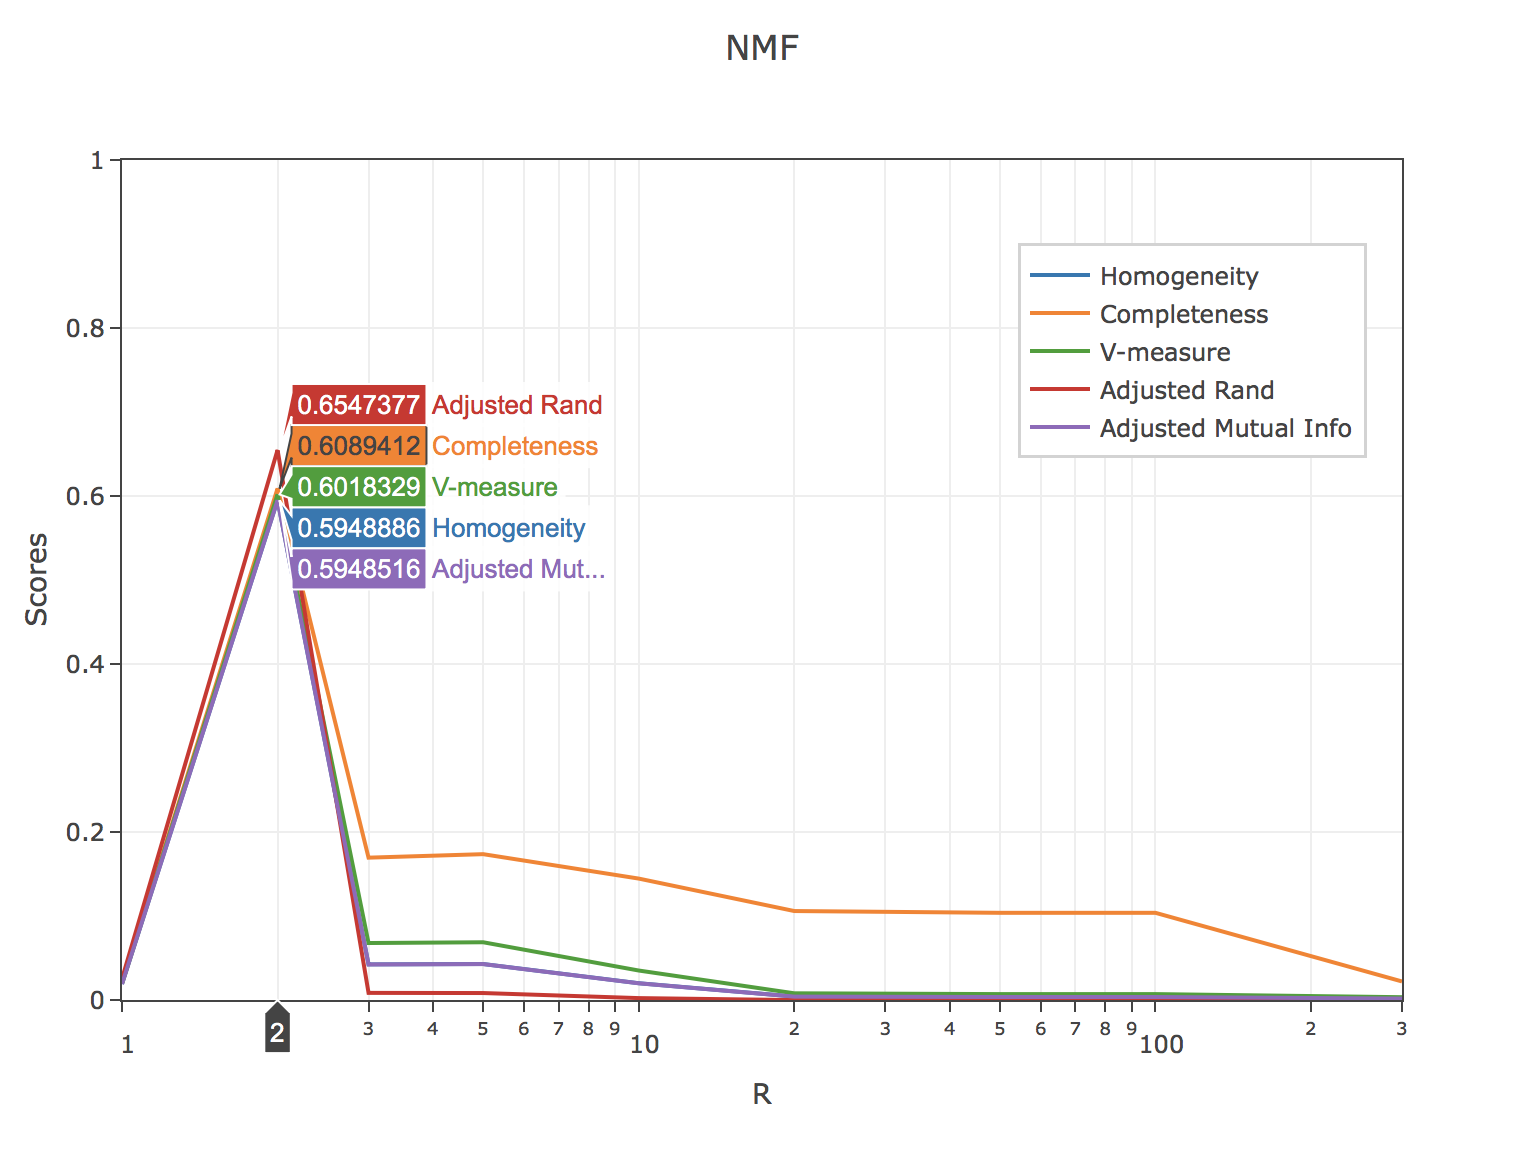 NMF
1
0.8
0.6
0.4
0.2
0
Scores
Homogeneity
Completeness
V-measure
Adjusted Rand
Adjusted Mutual Info
0.6547377 Adjusted Rand
0.6089412 Completeness
0.6018329 V-measure
0.5948886 Homogeneity
0.5948516 Adjusted Mut...
1 2 3 4 5 6 7 8 9 10 2 3 4 5 6 7 8 9 100 2 3
R